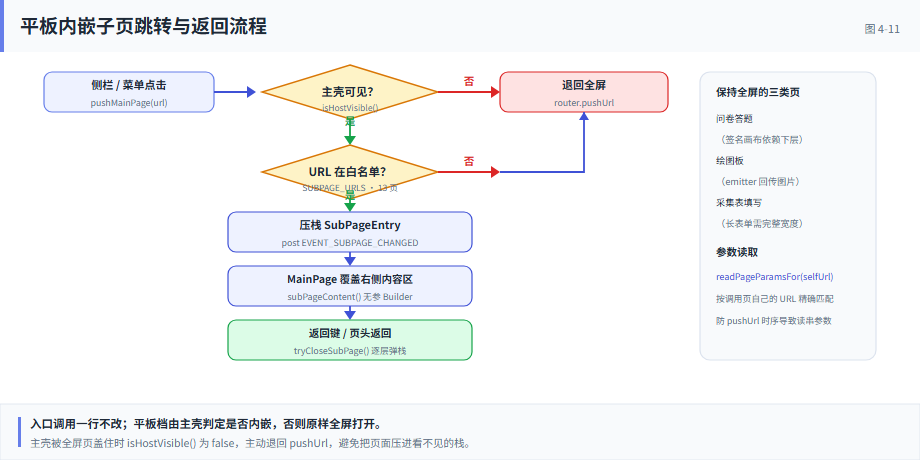 平板内嵌子页跳转与返回流程
图 4-11
侧栏 / 菜单点击
pushMainPage(url)
主壳可见？
isHostVisible()
否
退回全屏
router.pushUrl
是
URL 在白名单？
SUBPAGE_URLS · 13 页
否
是
压栈 SubPageEntry
post EVENT_SUBPAGE_CHANGED
MainPage 覆盖右侧内容区
subPageContent() 无参 Builder
返回键 / 页头返回
tryCloseSubPage() 逐层弹栈
保持全屏的三类页
问卷答题
（签名画布依赖下层）
绘图板
（emitter 回传图片）
采集表填写
（长表单需完整宽度）
参数读取
readPageParamsFor(selfUrl)
按调用页自己的 URL 精确匹配
防 pushUrl 时序导致读串参数
入口调用一行不改；平板档由主壳判定是否内嵌，否则原样全屏打开。
主壳被全屏页盖住时 isHostVisible() 为 false，主动退回 pushUrl，避免把页面压进看不见的栈。